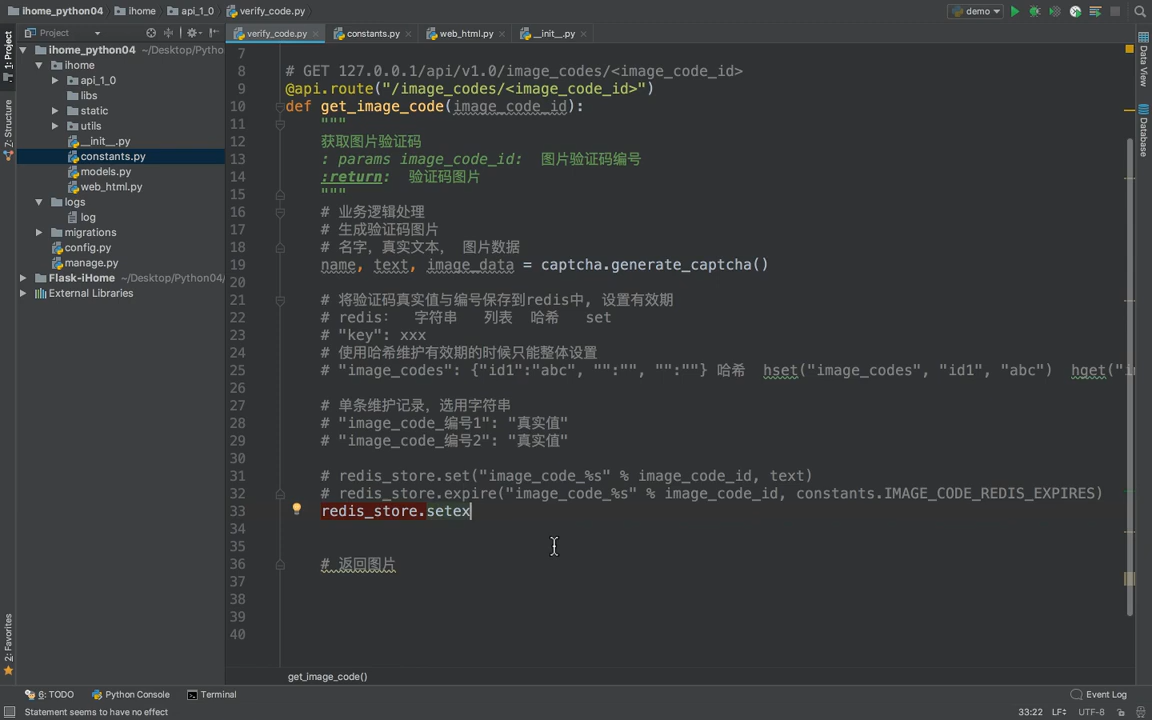 ihome_python04 ihome api_1_0 verify_code.py demo
Project verify_code.py constants.py web_html.py __init__.py
1: Project
Z: Structure
2: Favorites
Data View
Database
ihome_python04 ~/Desktop/Pytho
ihome
api_1_0
libs
static
utils
__init__.py
constants.py
models.py
web_html.py
logs
log
migrations
config.py
manage.py
Flask-iHome ~/Desktop/Python04/
External Libraries
7
8 # GET 127.0.0.1/api/v1.0/image_codes/<image_code_id>
9 @api.route("/image_codes/<image_code_id>")
10 def get_image_code(image_code_id):
11 """
12 获取图片验证码
13 : params image_code_id: 图片验证码编号
14 :return: 验证码图片
15 """
16 # 业务逻辑处理
17 # 生成验证码图片
18 # 名字，真实文本， 图片数据
19 name, text, image_data = captcha.generate_captcha()
20
21 # 将验证码真实值与编号保存到redis中, 设置有效期
22 # redis： 字符串 列表 哈希 set
23 # "key": xxx
24 # 使用哈希维护有效期的时候只能整体设置
25 # "image_codes": {"id1":"abc", "":"", "":""} 哈希 hset("image_codes", "id1", "abc") hget("i
26
27 # 单条维护记录，选用字符串
28 # "image_code_编号1": "真实值"
29 # "image_code_编号2": "真实值"
30
31 # redis_store.set("image_code_%s" % image_code_id, text)
32 # redis_store.expire("image_code_%s" % image_code_id, constants.IMAGE_CODE_REDIS_EXPIRES)
33 redis_store.setex
34
35
36 # 返回图片
37
38
39
40
get_image_code()
6: TODO Python Console Terminal Event Log
Statement seems to have no effect 33:22 LF÷ UTF-8